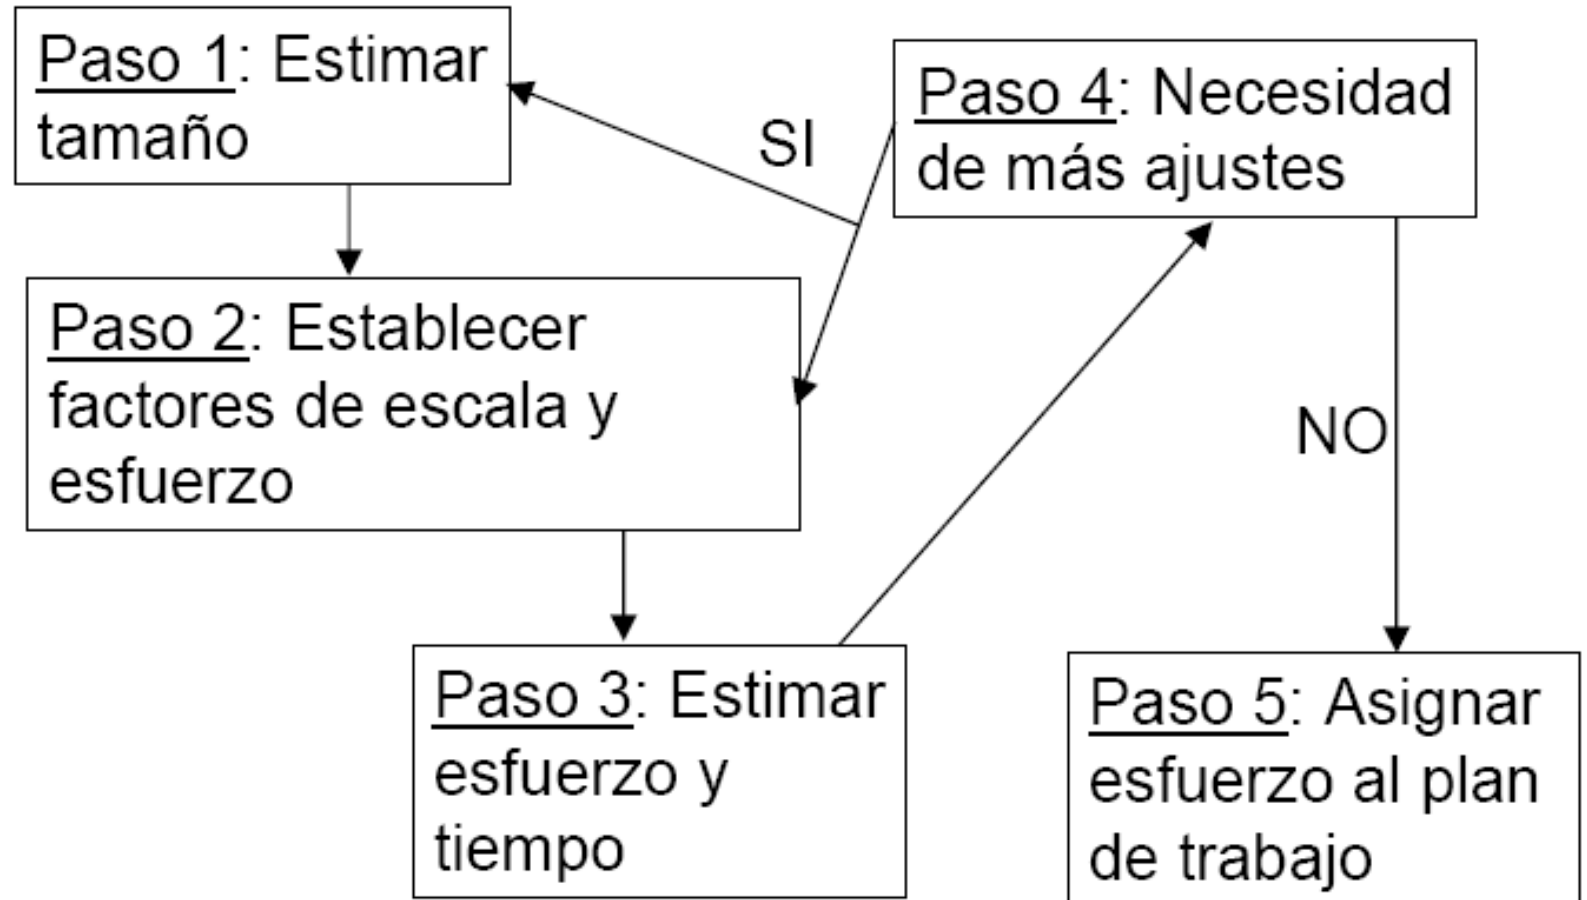 Paso 1: Estimar
tamaño
SI
Paso 4: Necesidad
de más ajustes
Paso 2: Establecer
factores de escala y
esfuerzo
NO
Paso 3: Estimar
esfuerzo y
tiempo
Paso 5: Asignar
esfuerzo al plan
de trabajo